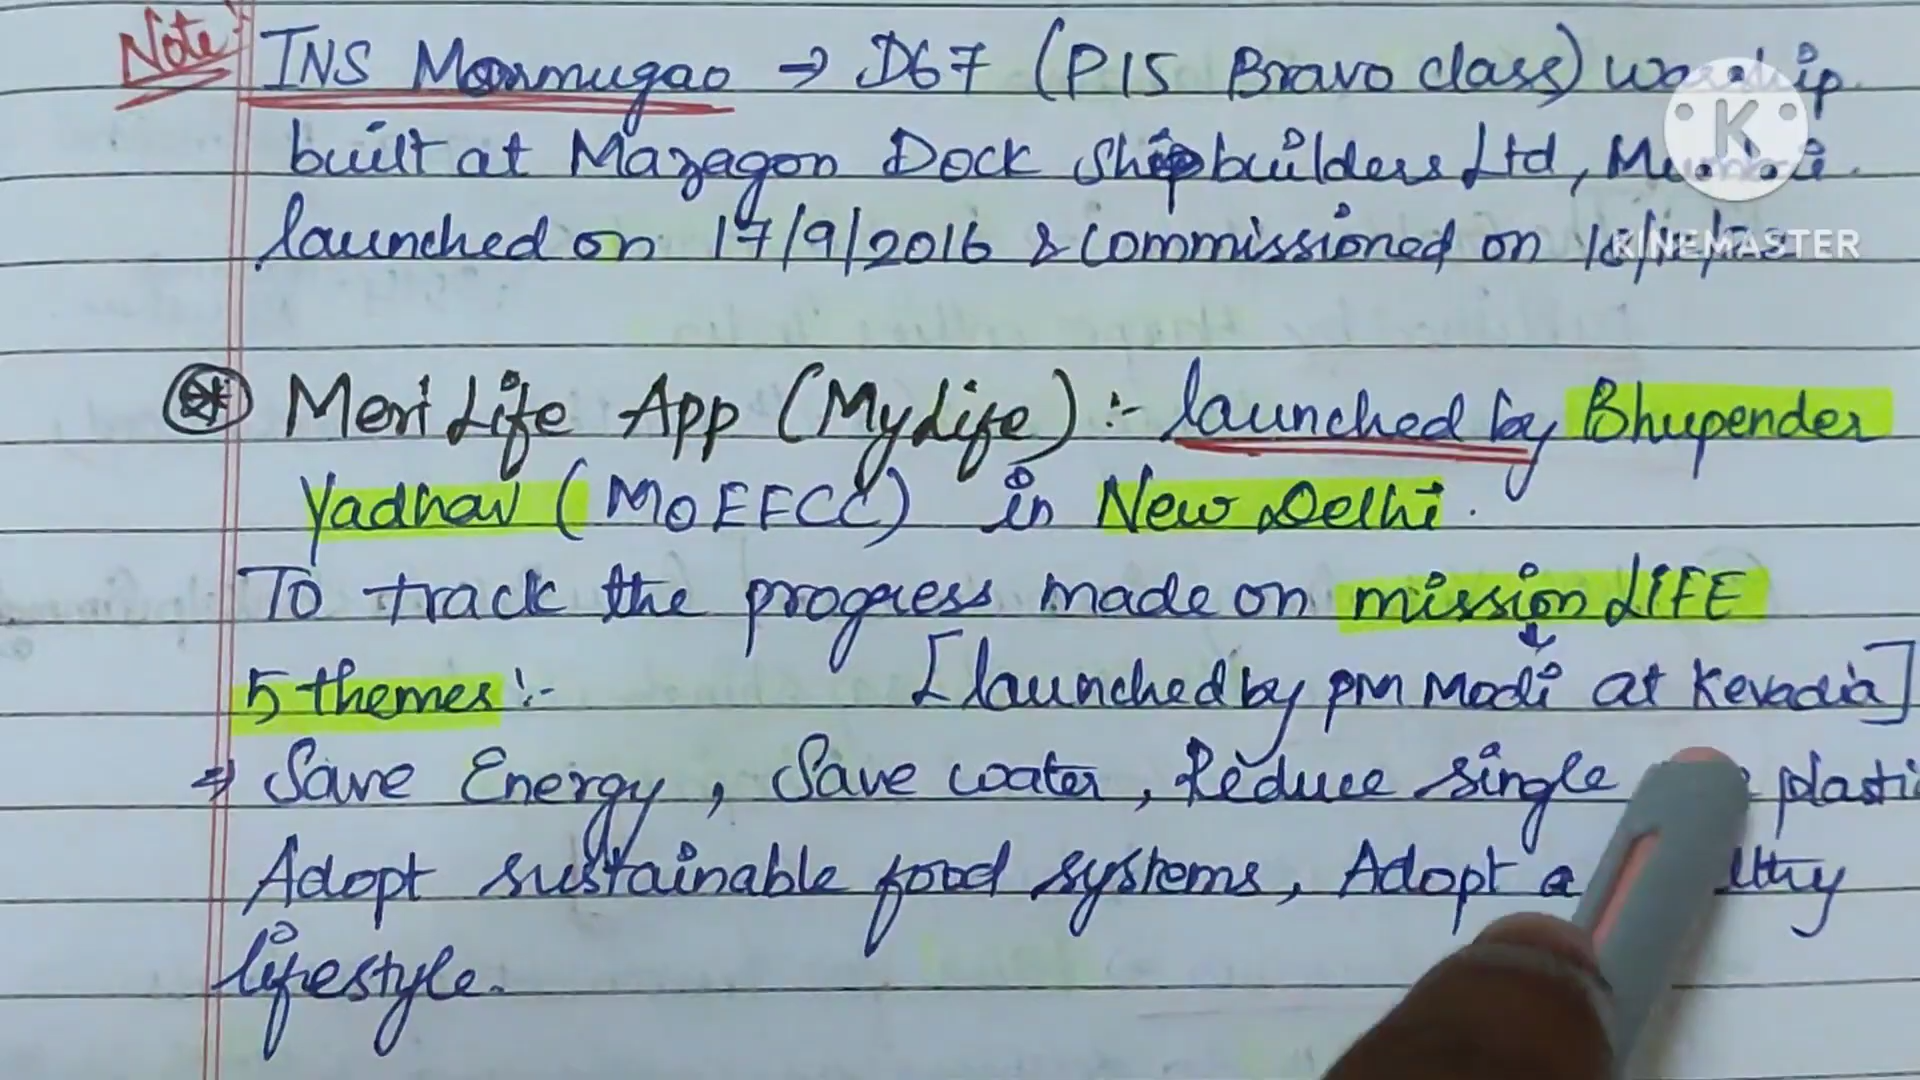 Note: INS Mormugao → D67 (P15 Bravo class) warship
built at Mazagon Dock Shipbuilders Ltd, Mumbai.
launched on 17/9/2016 & commissioned on
K
KINEMASTER
Meri Life App (MyLife) :- launched by Bhupender
Yadhav (MoEFCC) in New Delhi.
To track the progress made on mission LIFE
5 themes :- [launched by PM Modi at Kevadia]
⇒ Save Energy, Save water, Reduce single plastic
Adopt sustainable food systems, Adopt a
lifestyle.